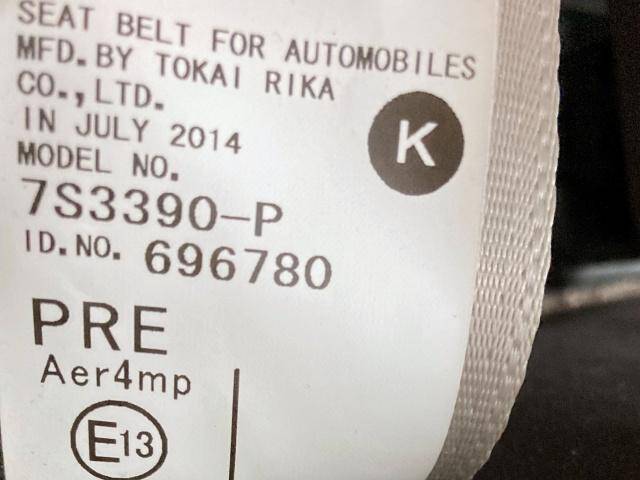 SEAT BELT FOR AUTOMOBILES
MFD. BY TOKAI RIKA
CO., LTD.
IN JULY 2014
K
MODEL NO.
7S3390-P
ID. NO. 696780
PRE
Aer4mp
E13